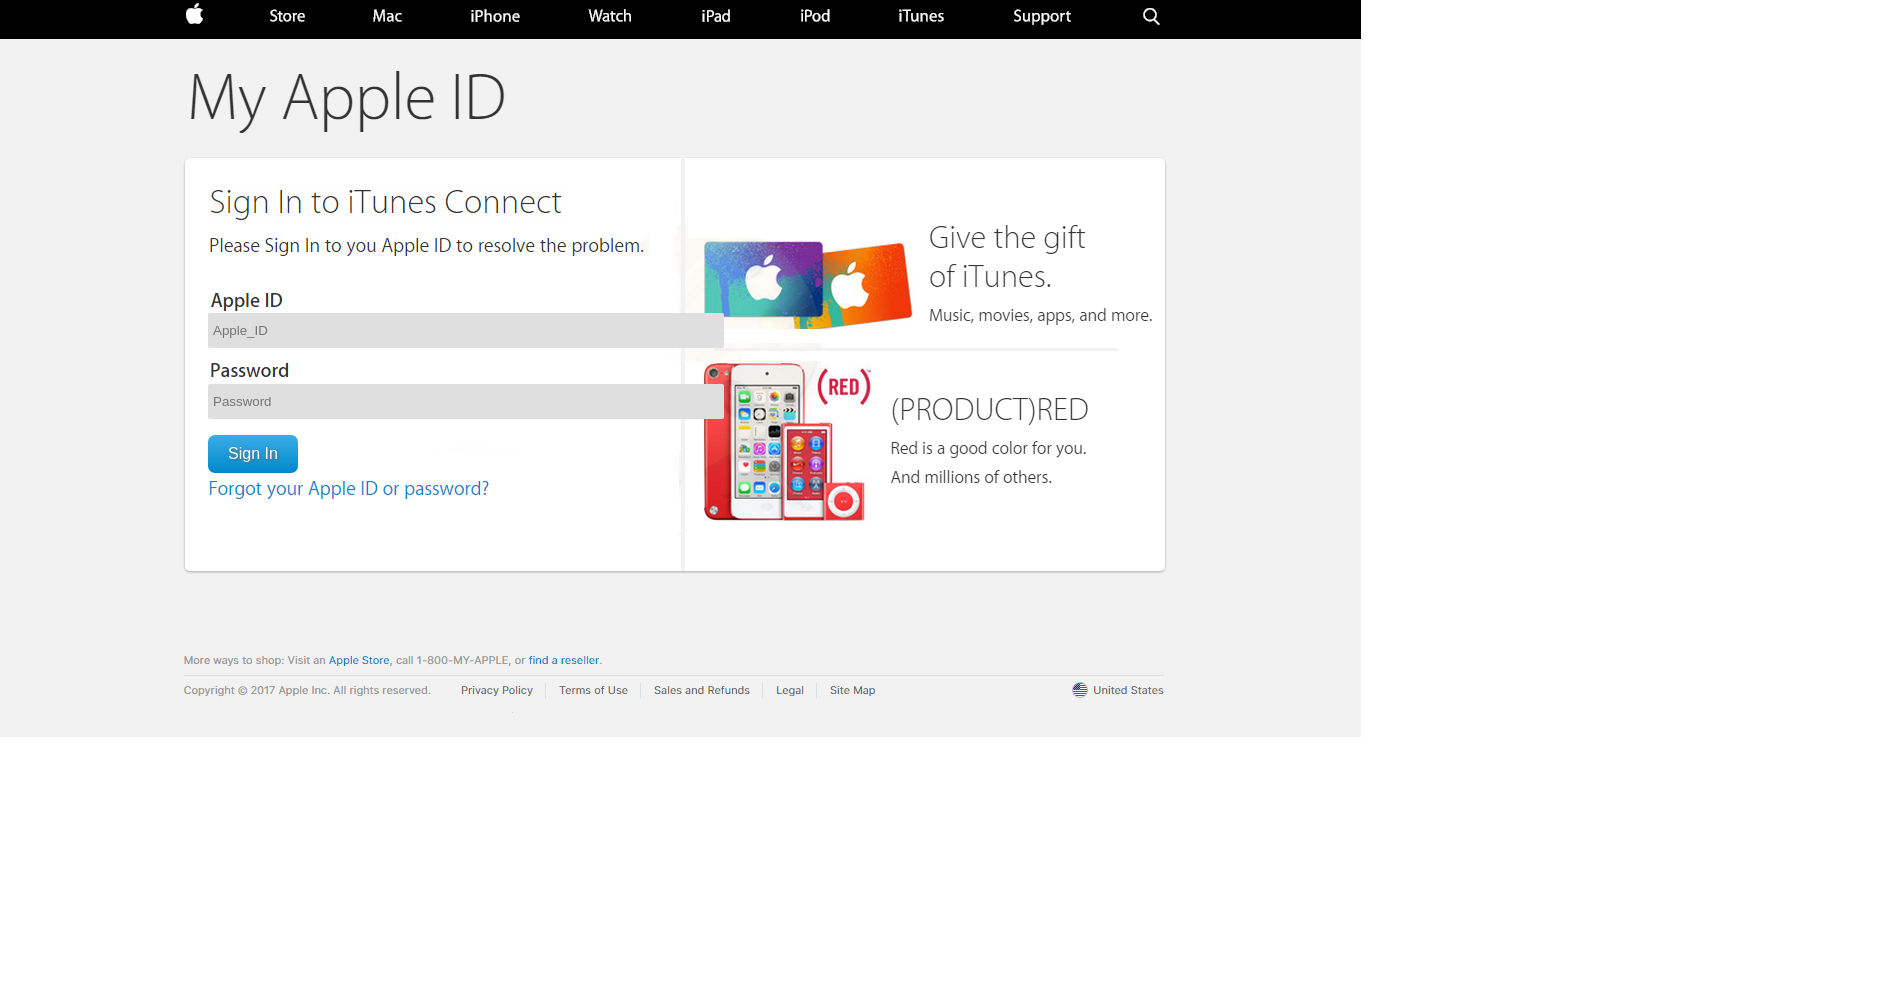 Store Mac iPhone Watch iPad iPod iTunes Support
My Apple ID
Sign In to iTunes Connect
Please Sign In to you Apple ID to resolve the problem.
Apple ID
Apple_ID
Password
Password
Sign In
Forgot your Apple ID or password?
Give the gift
of iTunes.
Music, movies, apps, and more.
(RED)™
(PRODUCT)RED
Red is a good color for you.
And millions of others.
More ways to shop: Visit an Apple Store, call 1-800-MY-APPLE, or find a reseller.
Copyright © 2017 Apple Inc. All rights reserved. Privacy Policy Terms of Use Sales and Refunds Legal Site Map United States